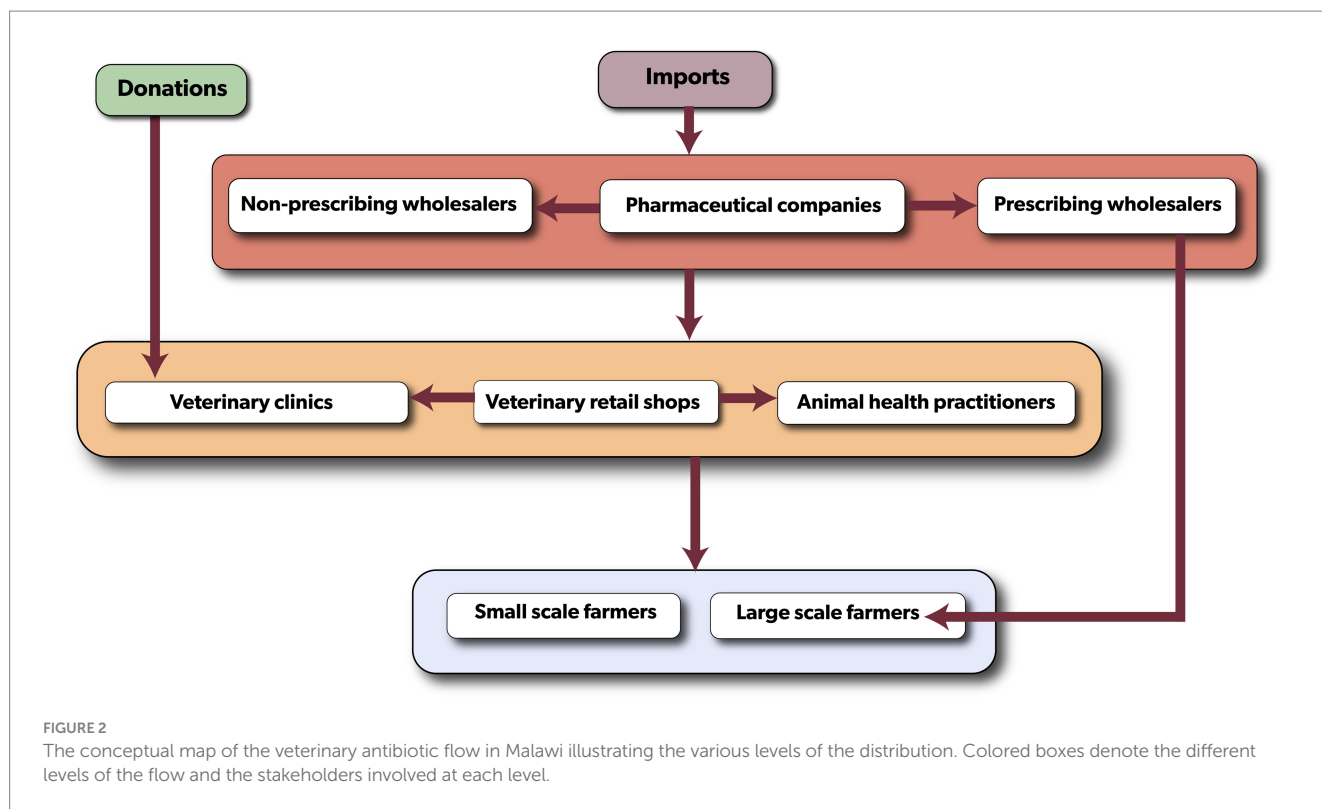 Donations
Imports
Non-prescribing wholesalers
Pharmaceutical companies
Prescribing wholesalers
Veterinary clinics
Veterinary retail shops
Animal health practitioners
Small scale farmers
Large scale farmers
FIGURE 2
The conceptual map of the veterinary antibiotic flow in Malawi illustrating the various levels of the distribution. Colored boxes denote the different
levels of the flow and the stakeholders involved at each level.